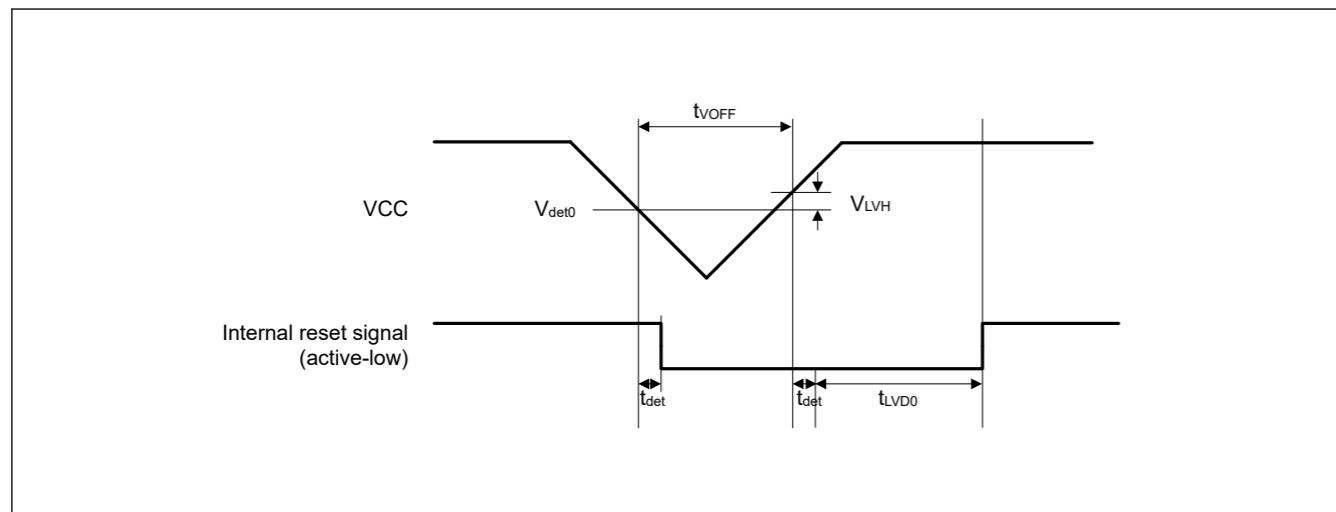 tVOFF
VCC
Vdet0
VLVH
Internal reset signal
(active-low)
tdet
tdet
tLVD0